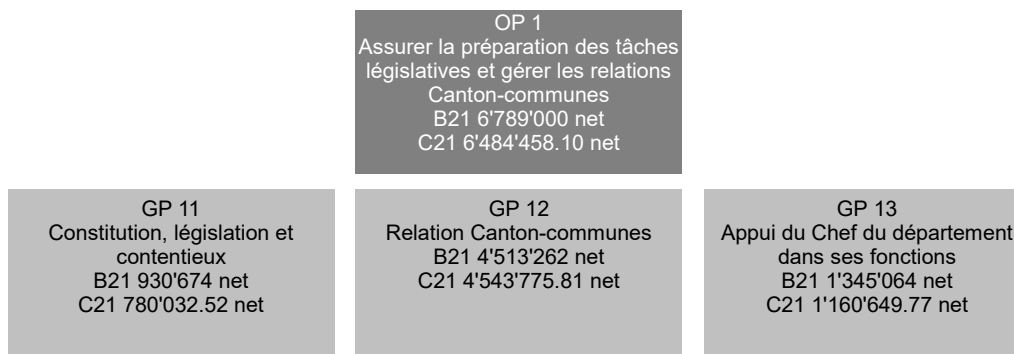 OP 1
Assurer la préparation des tâches
législatives et gérer les relations
Canton-communes
B21 6'789'000 net
C21 6'484'458.10 net
GP 11
Constitution, législation et
contentieux
B21 930'674 net
C21 780'032.52 net
GP 12
Relation Canton-communes
B21 4'513'262 net
C21 4'543'775.81 net
GP 13
Appui du Chef du département
dans ses fonctions
B21 1'345'064 net
C21 1'160'649.77 net